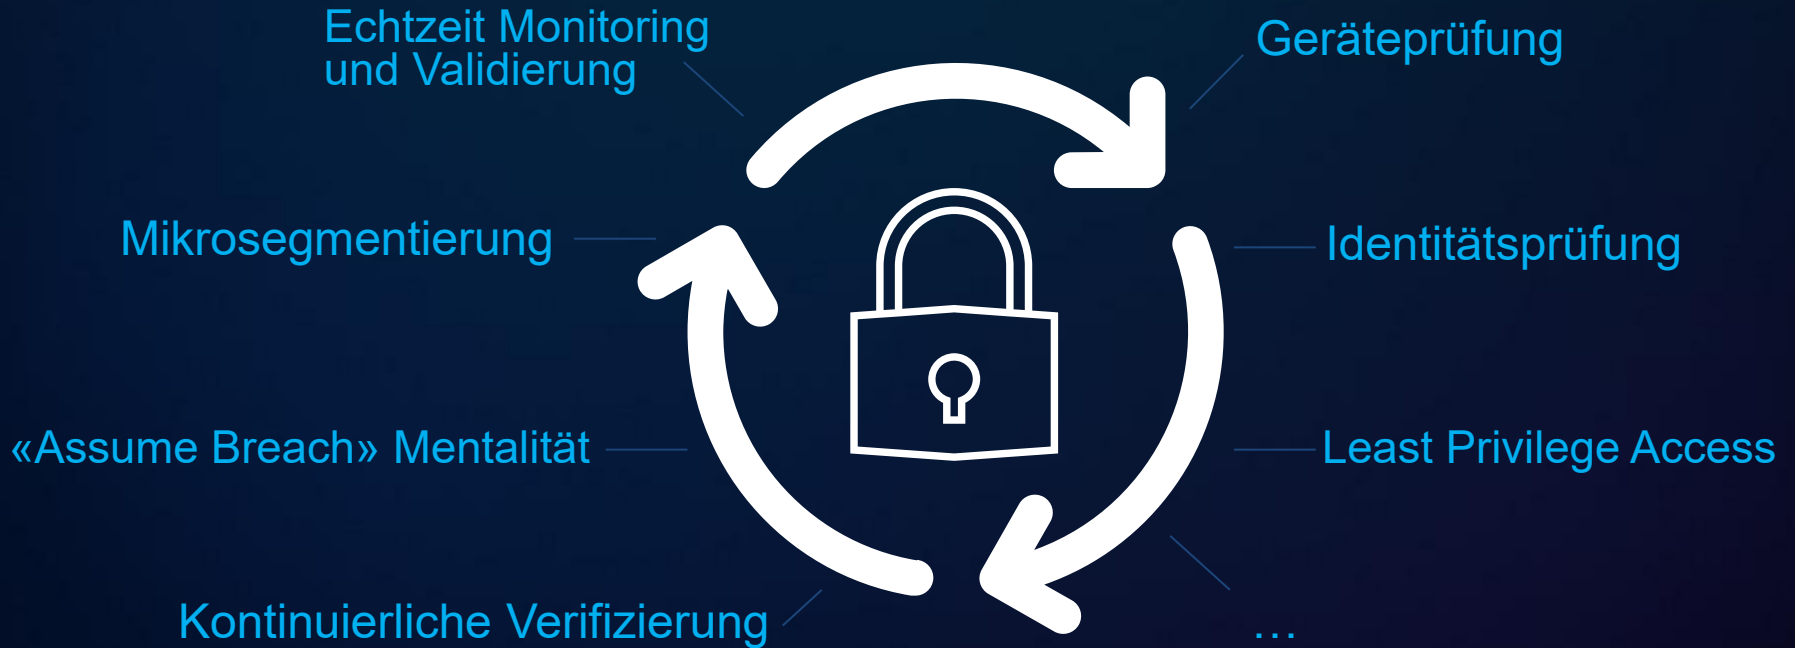 Echtzeit Monitoring
und Validierung
Geräteprüfung
Mikrosegmentierung
Identitätsprüfung
«Assume Breach» Mentalität
Least Privilege Access
Kontinuierliche Verifizierung
...